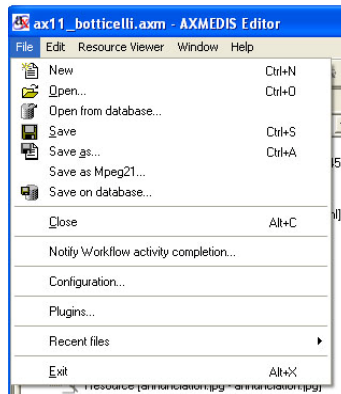 ax11_botticelli.axm - AXMEDIS Editor
File Edit Resource Viewer Window Help
New Ctrl+N
Open... Ctrl+O
Open from database...
Save Ctrl+S
Save as... Ctrl+A
Save as Mpeg21...
Save on database...
Close Alt+C
Notify Workflow activity completion...
Configuration...
Plugins...
Recent files
Exit Alt+X
Resource [annunciation.jpg - annunciation.jpg]